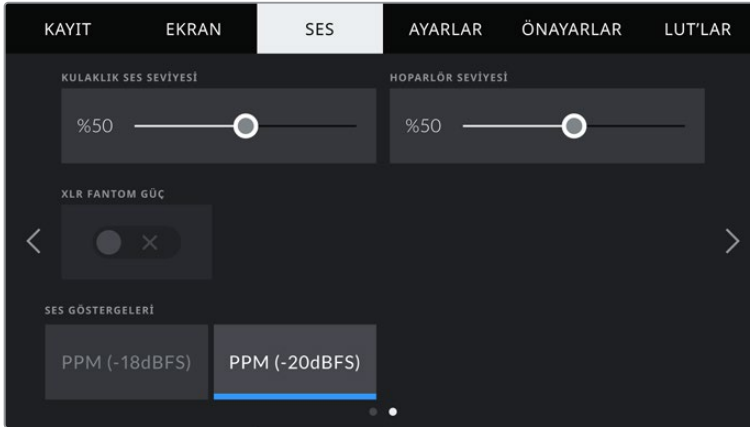 KAYIT EKRAN SES AYARLAR ÖNAYARLAR LUT'LAR
KULAKLIK SES SEVİYESİ HOPARLÖR SEVİYESİ
%50 %50
XLR FANTOM GÜÇ
SES GÖSTERGELERİ
PPM (-18dBFS) PPM (-20dBFS)